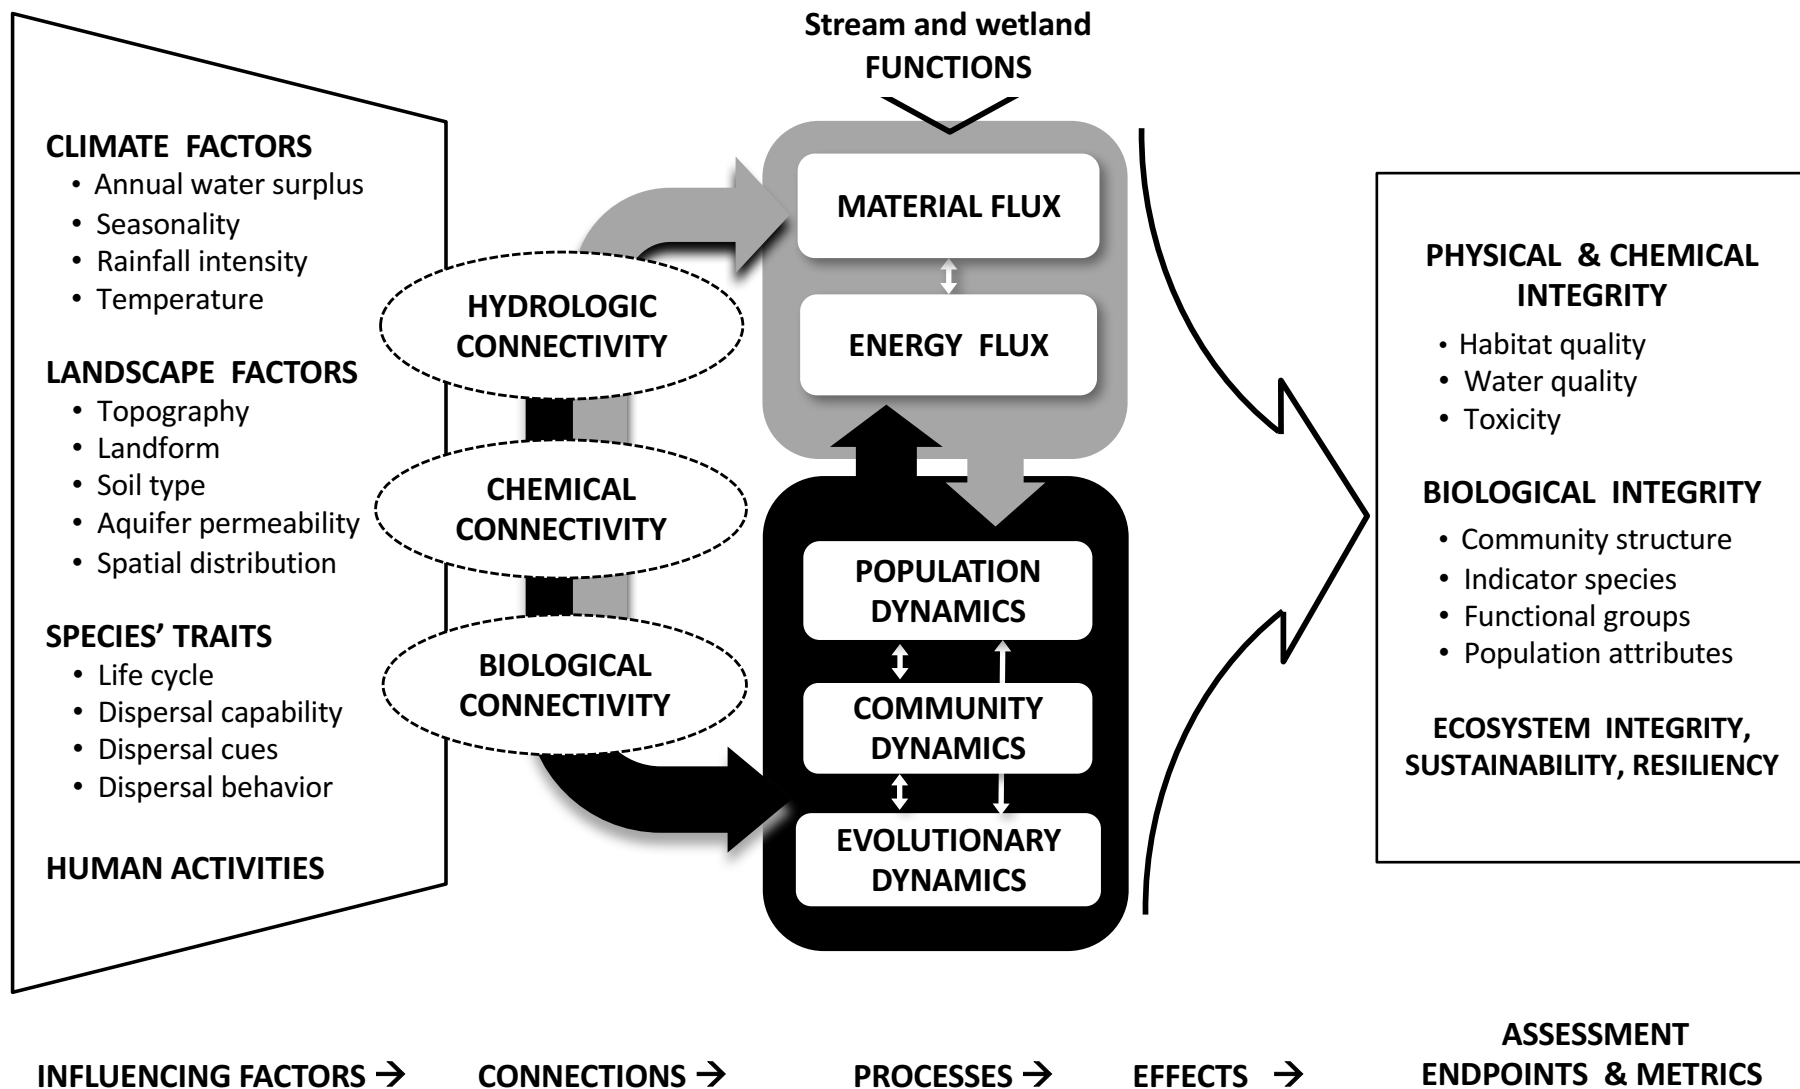 Stream and wetland
FUNCTIONS
CLIMATE FACTORS
• Annual water surplus
• Seasonality
• Rainfall intensity
• Temperature
LANDSCAPE FACTORS
• Topography
• Landform
• Soil type
• Aquifer permeability
• Spatial distribution
SPECIES’ TRAITS
• Life cycle
• Dispersal capability
• Dispersal cues
• Dispersal behavior
HUMAN ACTIVITIES
HYDROLOGIC
CONNECTIVITY
CHEMICAL
CONNECTIVITY
BIOLOGICAL
CONNECTIVITY
MATERIAL FLUX
ENERGY FLUX
POPULATION
DYNAMICS
COMMUNITY
DYNAMICS
EVOLUTIONARY
DYNAMICS
PHYSICAL & CHEMICAL
INTEGRITY
• Habitat quality
• Water quality
• Toxicity
BIOLOGICAL INTEGRITY
• Community structure
• Indicator species
• Functional groups
• Population attributes
ECOSYSTEM INTEGRITY,
SUSTAINABILITY, RESILIENCY
INFLUENCING FACTORS →
CONNECTIONS →
PROCESSES →
EFFECTS →
ASSESSMENT
ENDPOINTS & METRICS